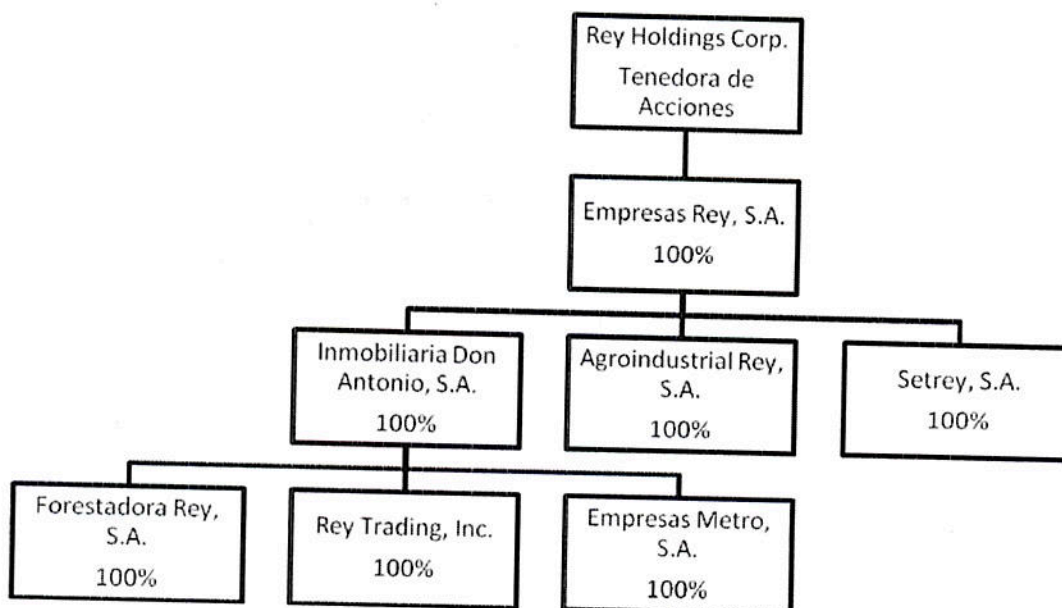 Rey Holdings Corp.
Tenedora de
Acciones
Empresas Rey, S.A.
100%
Inmobiliaria Don
Antonio, S.A.
100%
Agroindustrial Rey,
S.A.
100%
Setrey, S.A.
100%
Forestadora Rey,
S.A.
100%
Rey Trading, Inc.
100%
Empresas Metro,
S.A.
100%